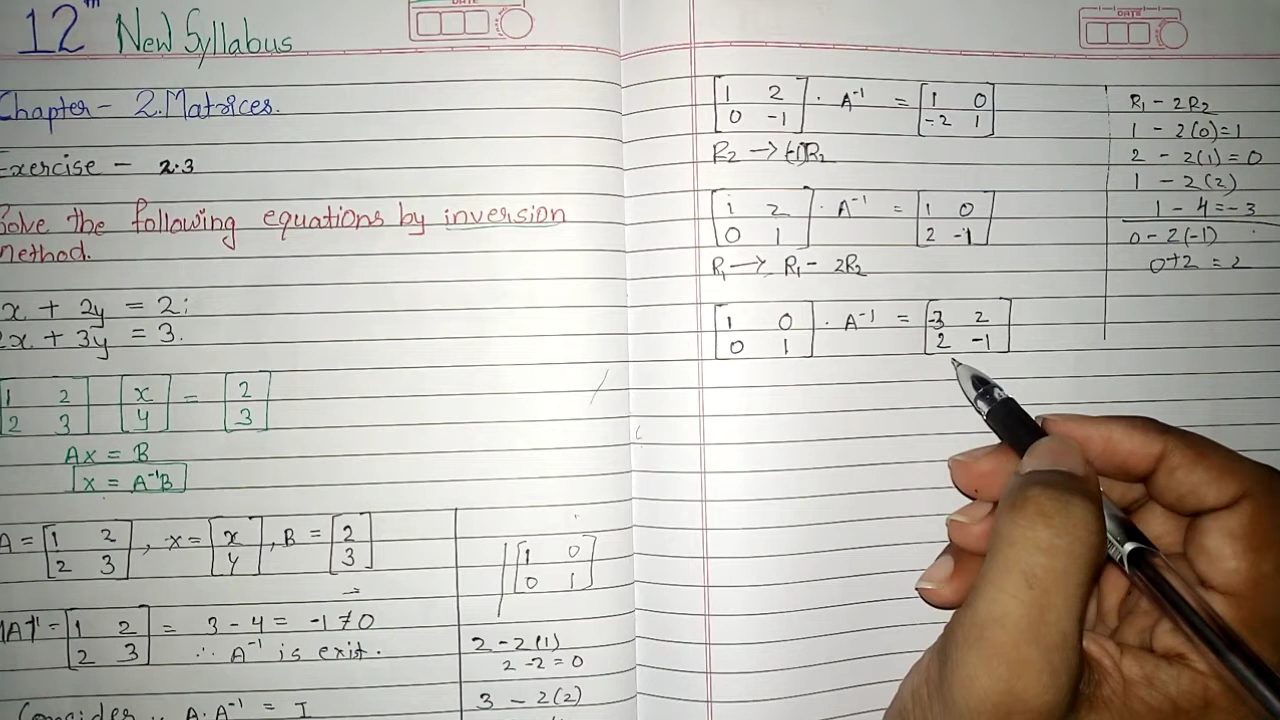 12th New Syllabus
Chapter - 2. Matrices.
Exercise - 2.3
Solve the following equations by inversion
method.
x + 2y = 2;
2x + 3y = 3.
[1 2
2 3] [x
y] = [2
3]
Ax = B
x = A⁻¹B
A = [1 2
2 3], x = [x
y], B = [2
3]
|A| = [1 2
2 3] = 3 - 4 = -1 ≠ 0
∴ A⁻¹ is exit.
Consider, A.A⁻¹ = I
[1 0
0 1]
2 - 2(1)
2 - 2 = 0
3 - 2(2)
DATE
[1 2
0 -1] . A⁻¹ = [1 0
-2 1]
R2 → (-1)R2
[1 2
0 1] . A⁻¹ = [1 0
2 -1]
R1 → R1 - 2R2
[1 0
0 1] . A⁻¹ = [-3 2
2 -1]
DATE
R1 - 2R2
1 - 2(0) = 1
2 - 2(1) = 0
1 - 2(2)
1 - 4 = -3
0 - 2(-1)
0 + 2 = 2